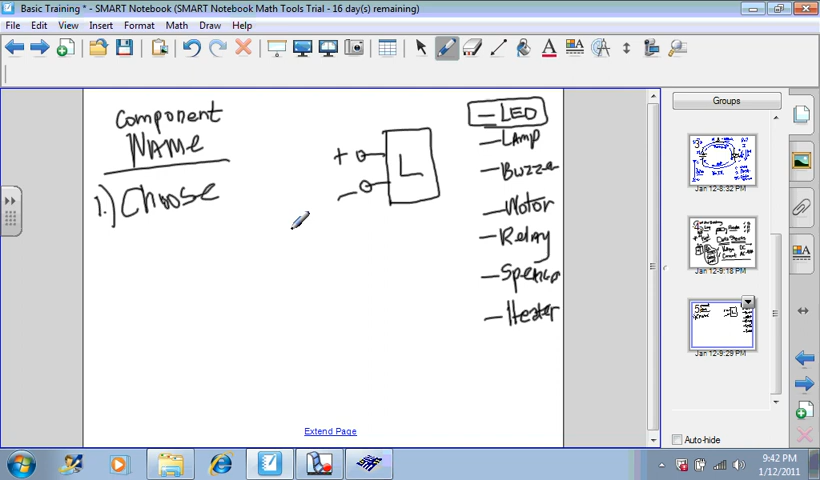 Basic Training * - SMART Notebook (SMART Notebook Math Tools Trial - 16 day(s) remaining)
File Edit View Insert Format Math Draw Help
Component
NAME
1.) Choose
+
L
-
- LED
- LAmp
- Buzzer
- Motor
- Relay
- Speaker
- Heater
Extend Page
Groups
Jan 12-8:32 PM
Jan 12-9:18 PM
Jan 12-9:29 PM
Auto-hide
9:42 PM
1/12/2011